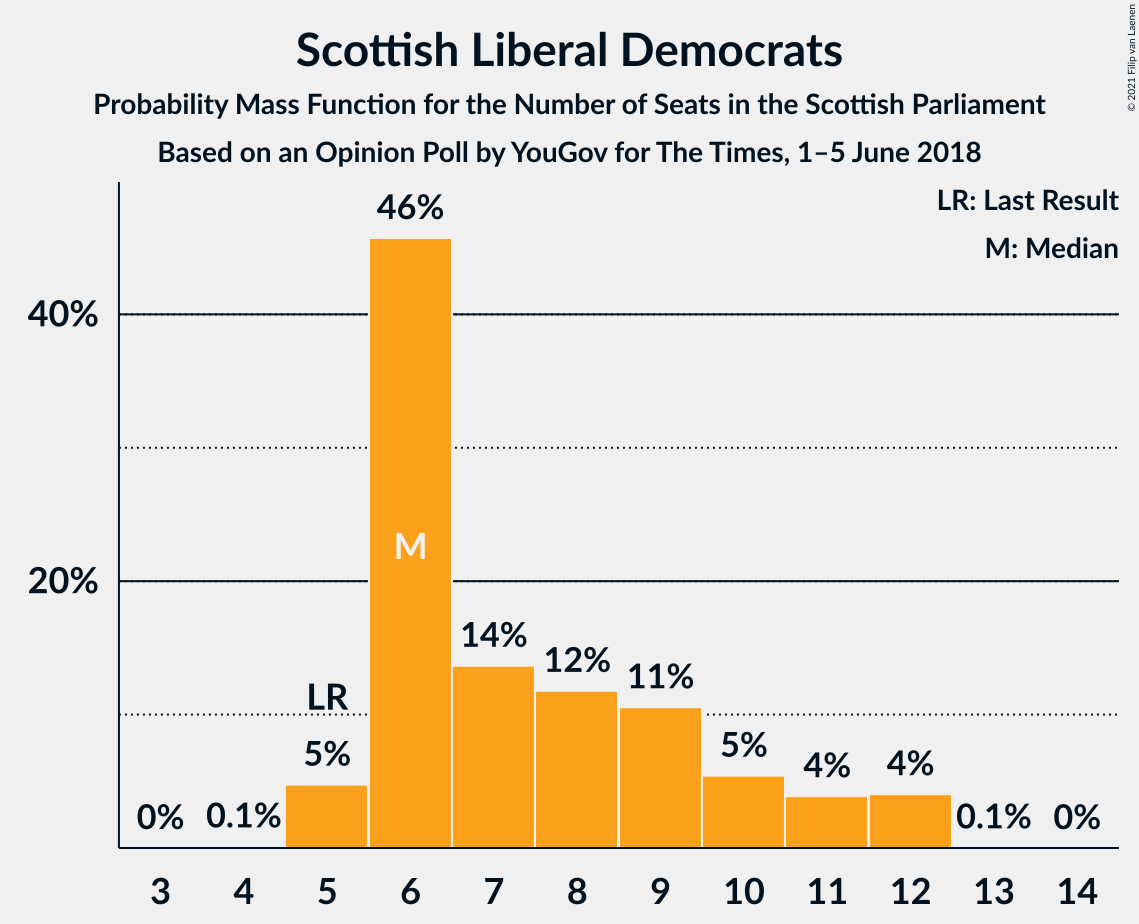 © 2021 Filip van Laenen
Scottish Liberal Democrats
Probability Mass Function for the Number of Seats in the Scottish Parliament
Based on an Opinion Poll by YouGov for The Times, 1–5 June 2018
LR: Last Result
M: Median
46%
40%
M
20%
14%
12%
11%
LR
5%
5%
4%
4%
0%
0.1%
0.1%
0%
3 4 5 6 7 8 9 10 11 12 13 14